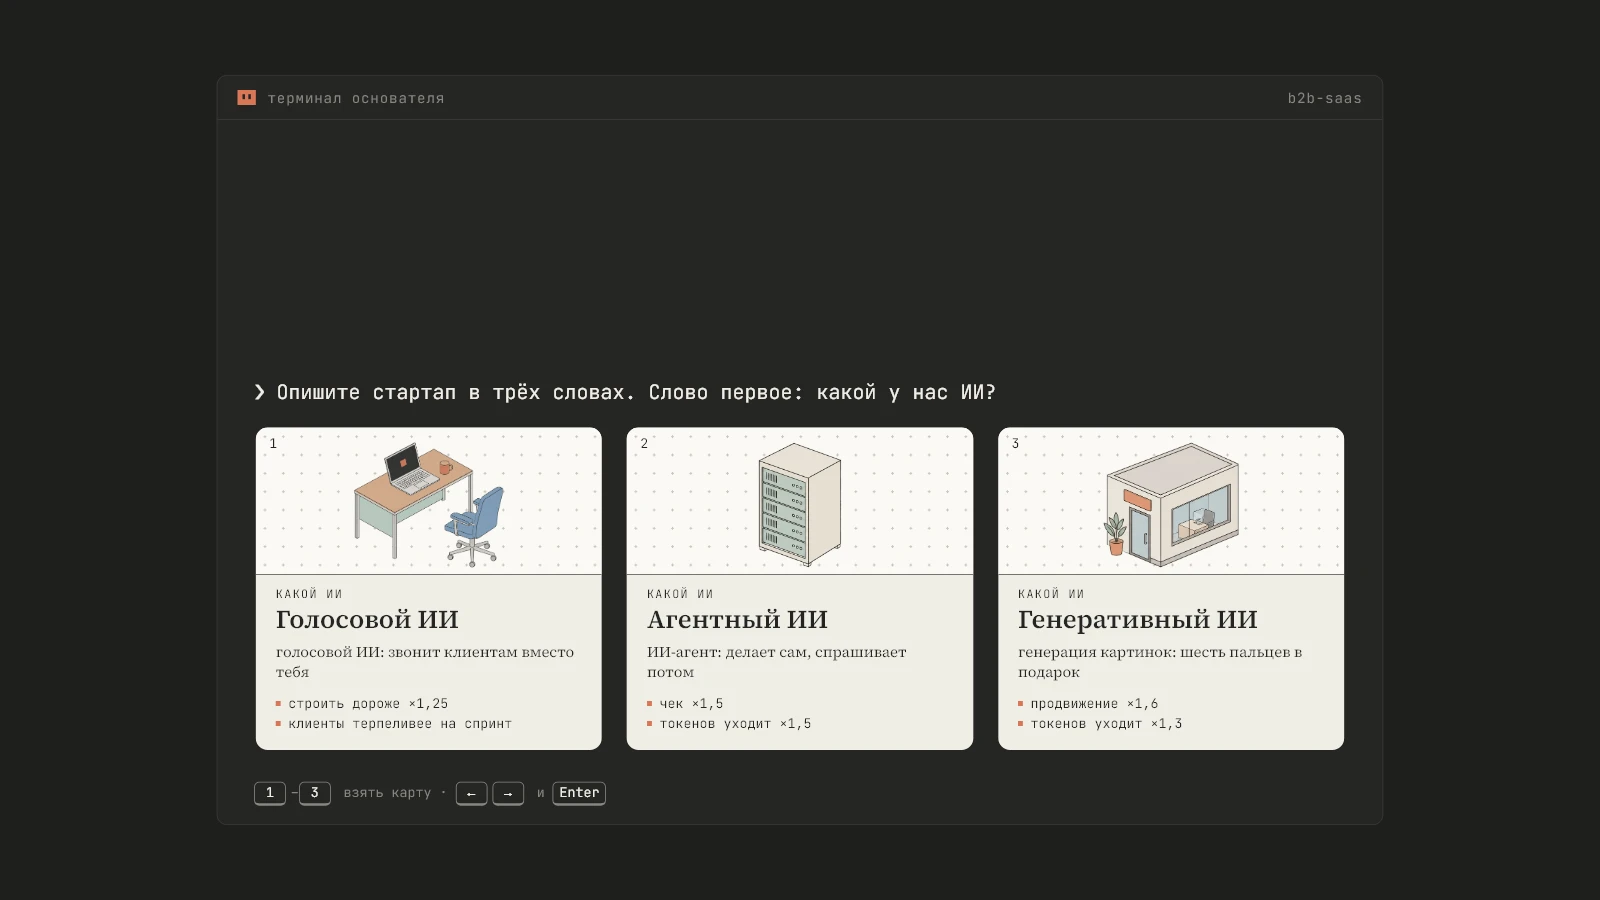 терминал основателя
b2b-saas
❯ Опишите стартап в трёх словах. Слово первое: какой у нас ИИ?
1
КАКОЙ ИИ
Голосовой ИИ
голосовой ИИ: звонит клиентам вместо
тебя
строить дороже ×1,25
клиенты терпеливее на спринт
2
КАКОЙ ИИ
Агентный ИИ
ИИ-агент: делает сам, спрашивает
потом
чек ×1,5
токенов уходит ×1,5
3
КАКОЙ ИИ
Генеративный ИИ
генерация картинок: шесть пальцев в
подарок
продвижение ×1,6
токенов уходит ×1,3
1 – 3 взять карту · ← → и Enter